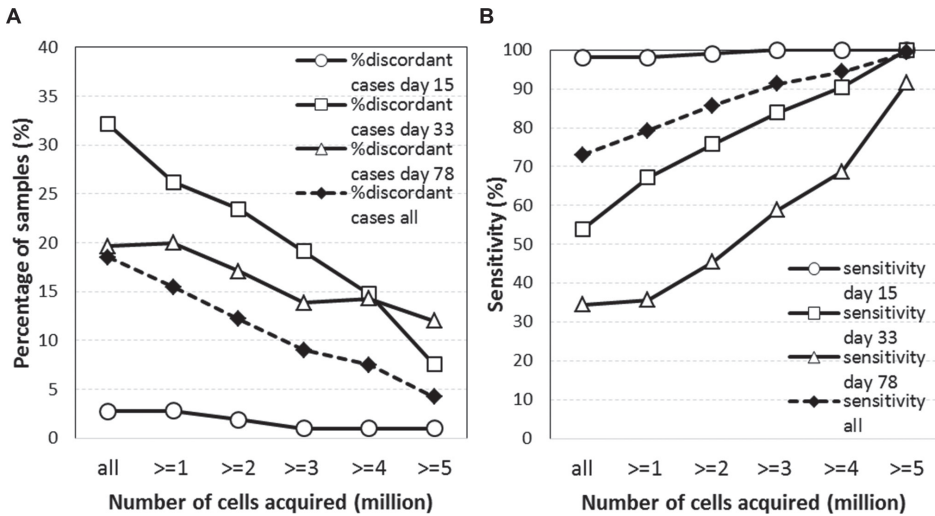 A
Percentage of samples (%)
40
35
30
25
20
15
10
5
0
%discordant
cases day 15
%discordant
cases day 33
%discordant
cases day 78
%discordant
cases all
all >=1 >=2 >=3 >=4 >=5
Number of cells acquired (million)
B
Sensitivity (%)
100
90
80
70
60
50
40
30
20
10
0
sensitivity
day 15
sensitivity
day 33
sensitivity
day 78
sensitivity
all
all >=1 >=2 >=3 >=4 >=5
Number of cells acquired (million)